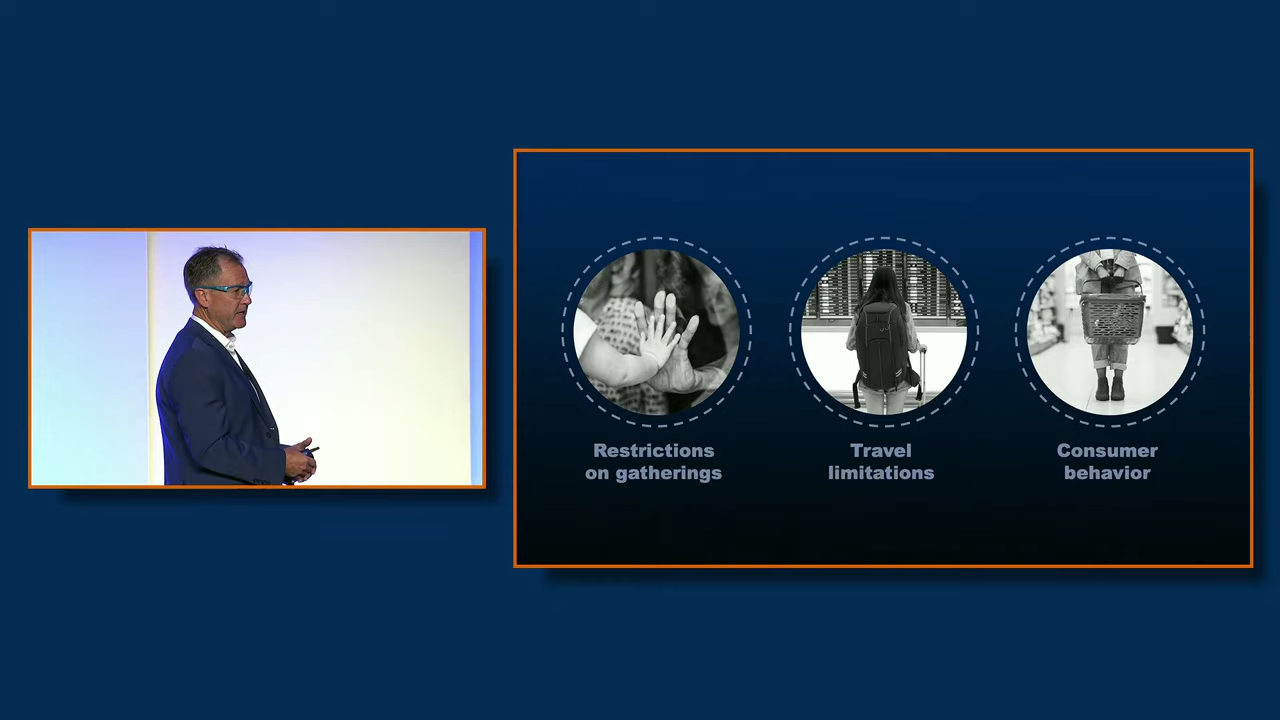 Restrictions
on gatherings
Travel
limitations
Consumer
behavior